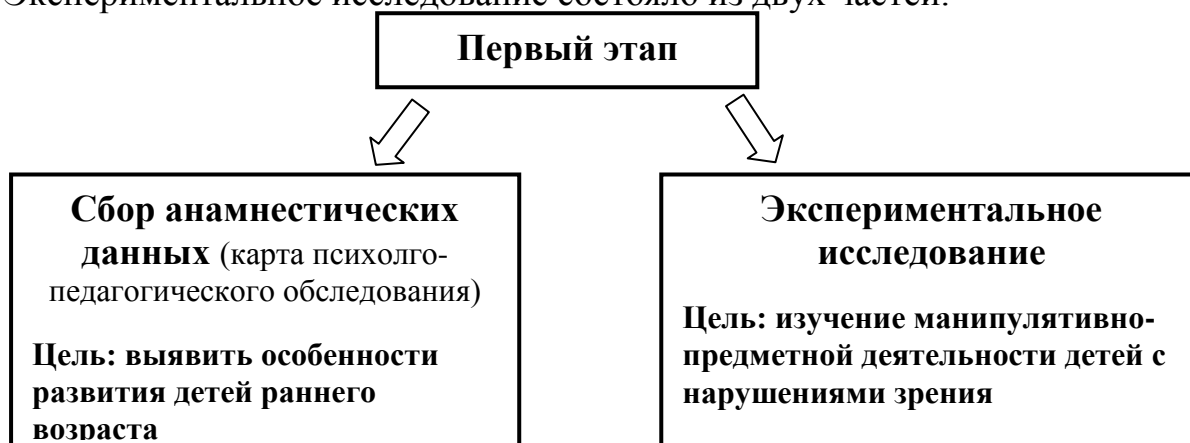 Экспериментальное исследование состояло из двух частей:
Первый этап
Сбор анамнестических
данных (карта психолго-
педагогического обследования)
Цель: выявить особенности
развития детей раннего
возраста
Экспериментальное
исследование
Цель: изучение манипулятивно-
предметной деятельности детей с
нарушениями зрения